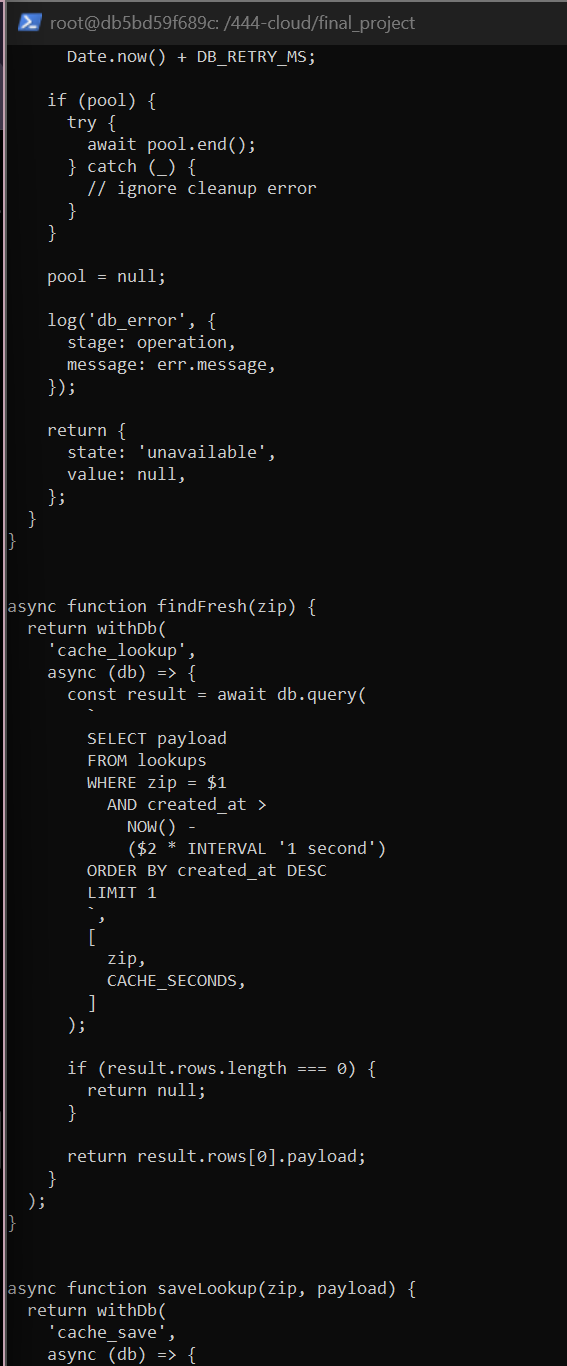 root@db5bd59f689c: /444-cloud/final_project
      Date.now() + DB_RETRY_MS;

    if (pool) {
      try {
        await pool.end();
      } catch (_) {
        // ignore cleanup error
      }
    }

    pool = null;

    log('db_error', {
      stage: operation,
      message: err.message,
    });

    return {
      state: 'unavailable',
      value: null,
    };
  }
}


async function findFresh(zip) {
  return withDb(
    'cache_lookup',
    async (db) => {
      const result = await db.query(
        `
        SELECT payload
        FROM lookups
        WHERE zip = $1
          AND created_at >
            NOW() -
            ($2 * INTERVAL '1 second')
        ORDER BY created_at DESC
        LIMIT 1
        `,
        [
          zip,
          CACHE_SECONDS,
        ]
      );

      if (result.rows.length === 0) {
        return null;
      }

      return result.rows[0].payload;
    }
  );
}


async function saveLookup(zip, payload) {
  return withDb(
    'cache_save',
    async (db) => {